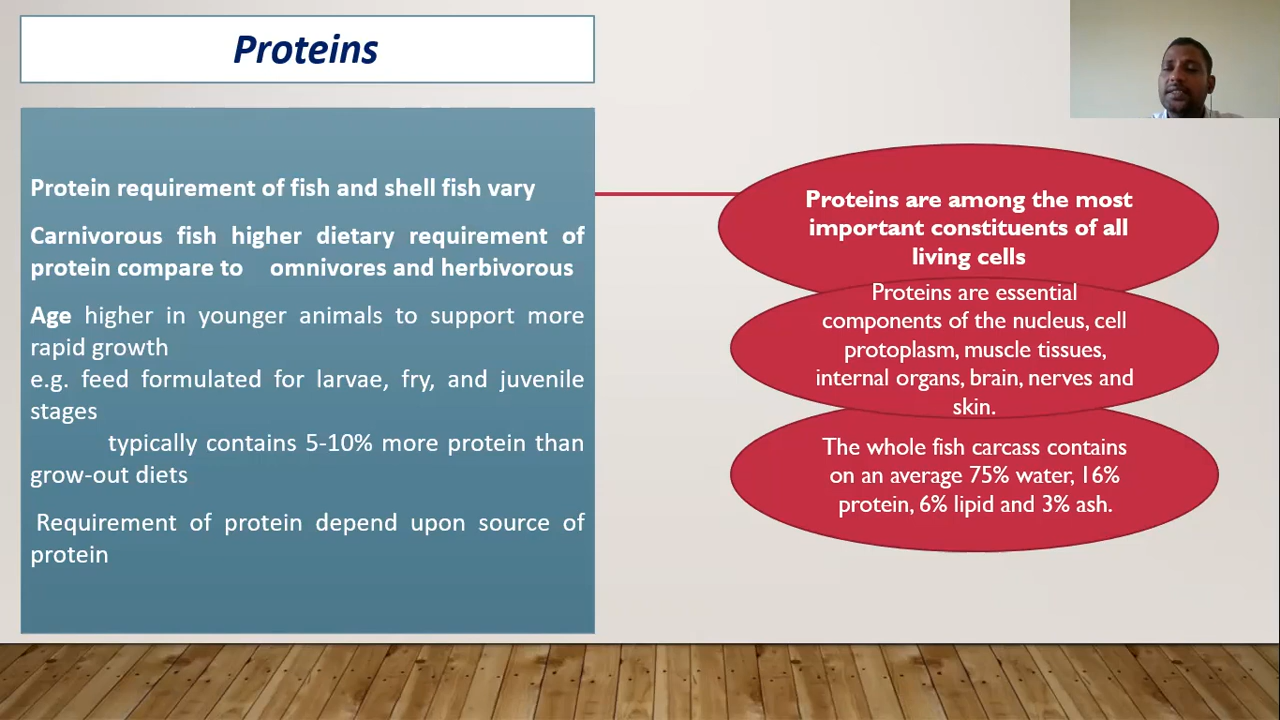 Proteins
Protein requirement of fish and shell fish vary
Carnivorous fish higher dietary requirement of
protein compare to omnivores and herbivorous
Age higher in younger animals to support more
rapid growth
e.g. feed formulated for larvae, fry, and juvenile
stages
typically contains 5-10% more protein than
grow-out diets
Requirement of protein depend upon source of
protein
Proteins are among the most
important constituents of all
living cells
Proteins are essential
components of the nucleus, cell
protoplasm, muscle tissues,
internal organs, brain, nerves and
skin.
The whole fish carcass contains
on an average 75% water, 16%
protein, 6% lipid and 3% ash.